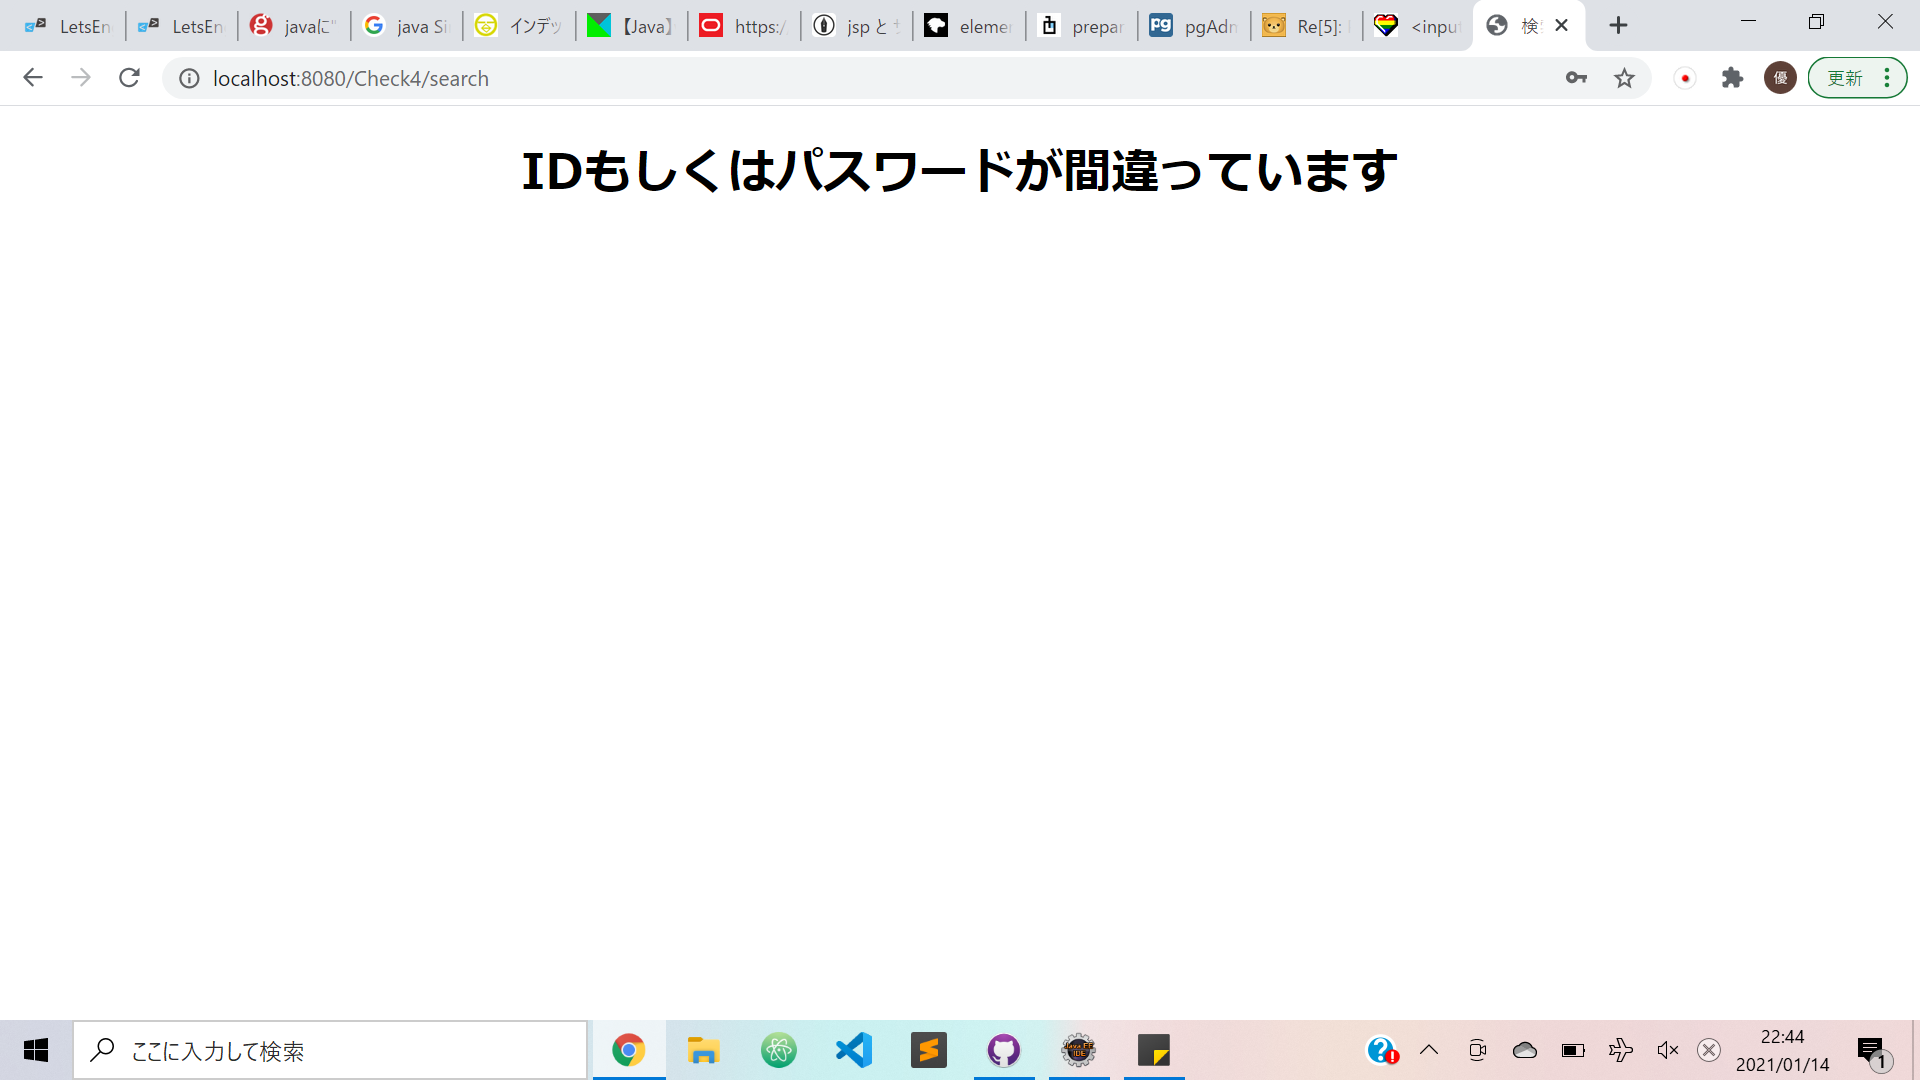 LetsEn
LetsEn
javaに
java Si
インデッ
【Java】
https:/
jsp と
elemen
prepar
pgAdm
Re[5]:
<input
検
localhost:8080/Check4/search
優
更新
IDもしくはパスワードが間違っています
ここに入力して検索
22:44
2021/01/14
1